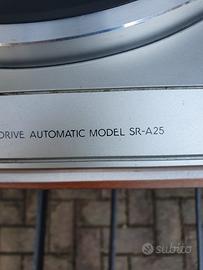 DRIVE AUTOMATIC MODEL SR-A25
subito